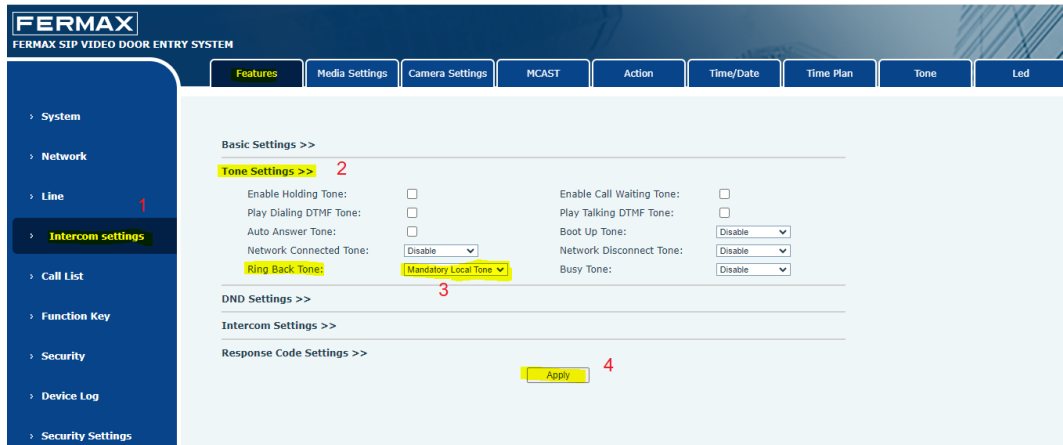 FERMAX
FERMAX SIP VIDEO DOOR ENTRY SYSTEM
Features Media Settings Camera Settings MCAST Action Time/Date Time Plan Tone Led
› System
› Network
› Line
1
› Intercom settings
› Call List
› Function Key
› Security
› Device Log
› Security Settings
Basic Settings >>
Tone Settings >> 2
Enable Holding Tone: Enable Call Waiting Tone:
Play Dialing DTMF Tone: Play Talking DTMF Tone:
Auto Answer Tone: Boot Up Tone: Disable
Network Connected Tone: Disable Network Disconnect Tone: Disable
Ring Back Tone: Mandatory Local Tone Busy Tone: Disable
3
DND Settings >>
Intercom Settings >>
Response Code Settings >>
Apply 4